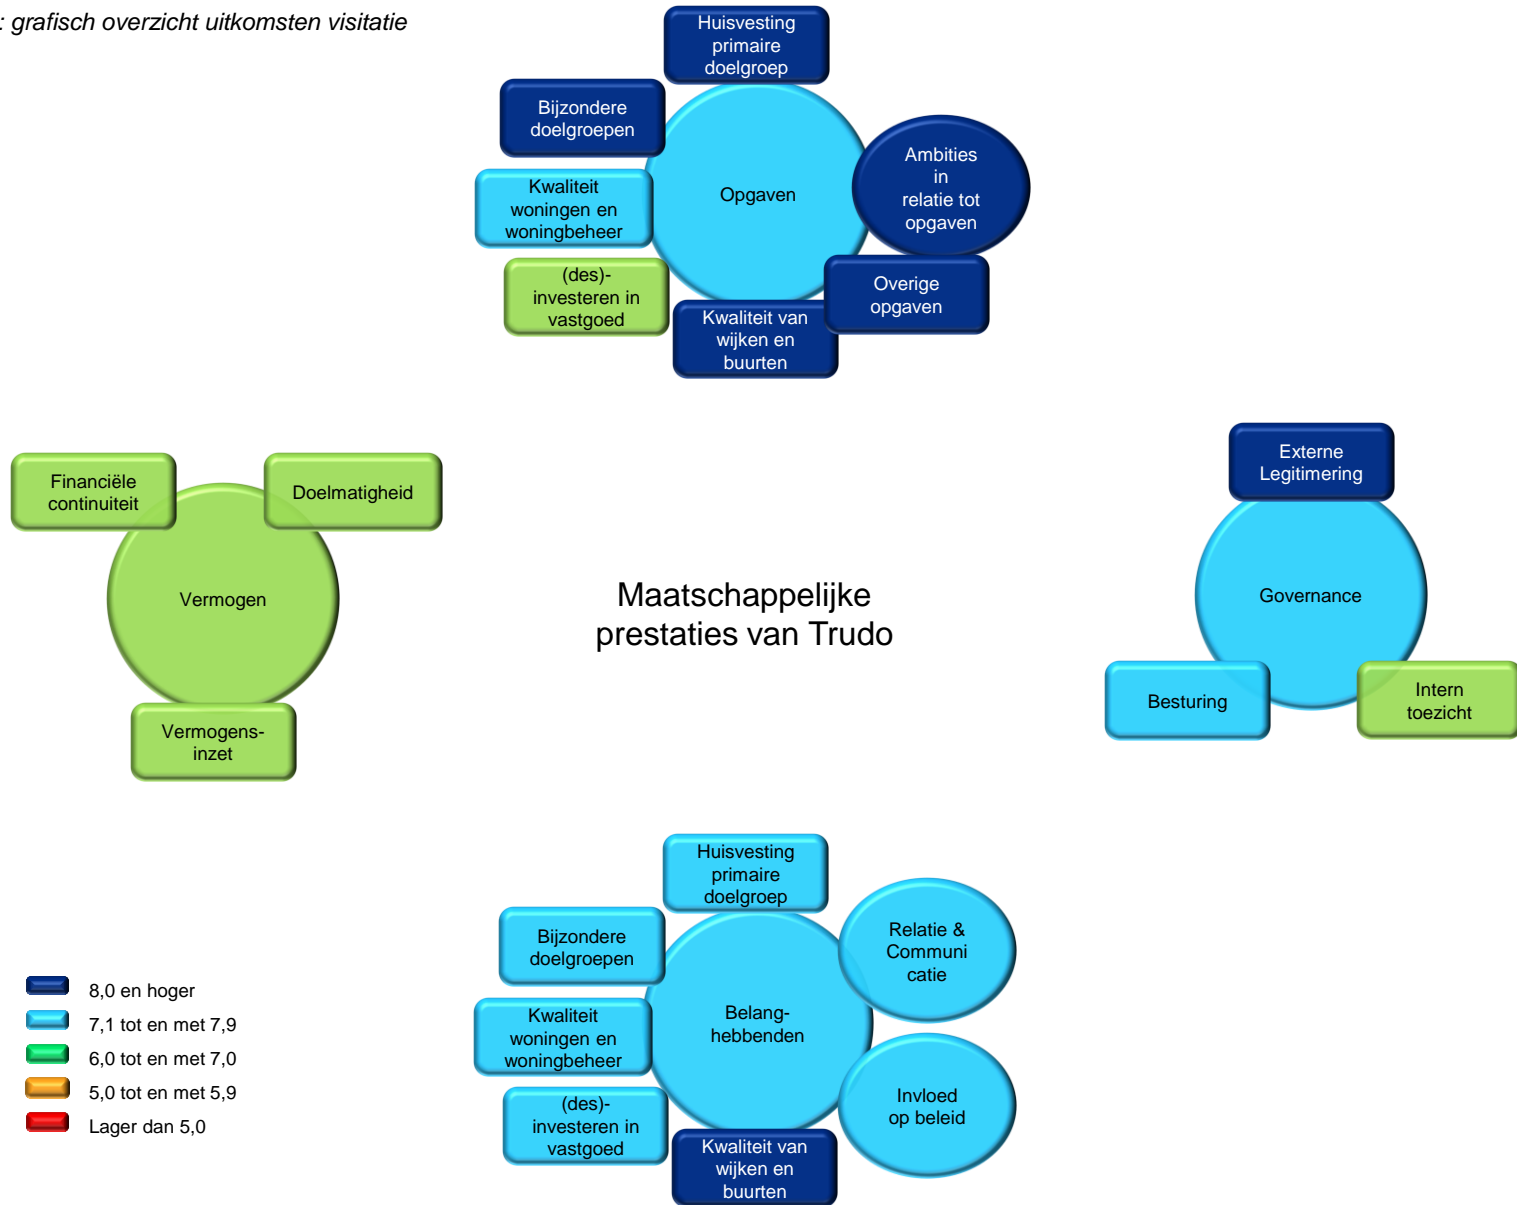 : grafisch overzicht uitkomsten visitatie
Huisvesting
primaire
doelgroep
Bijzondere
doelgroepen
Kwaliteit
woningen en
woningbeheer
(des)-
investeren in
vastgoed
Kwaliteit van
wijken en
buurten
Opgaven
Ambities
in
relatie tot
opgaven
Overige
opgaven
Financiële
continuiteit
Doelmatigheid
Vermogen
Vermogens-
inzet
Maatschappelijke
prestaties van Trudo
Externe
Legitimering
Governance
Besturing
Intern
toezicht
Huisvesting
primaire
doelgroep
Bijzondere
doelgroepen
Kwaliteit
woningen en
woningbeheer
(des)-
investeren in
vastgoed
Kwaliteit van
wijken en
buurten
Belang-
hebbenden
Relatie &
Communi
catie
Invloed
op beleid
8,0 en hoger
7,1 tot en met 7,9
6,0 tot en met 7,0
5,0 tot en met 5,9
Lager dan 5,0